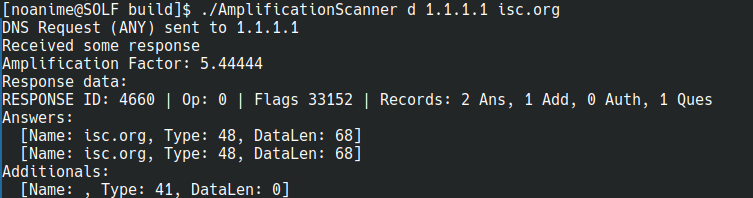 [noanime@SOLF build]$ ./AmplificationScanner d 1.1.1.1 isc.org
DNS Request (ANY) sent to 1.1.1.1
Received some response
Amplification Factor: 5.44444
Response data:
RESPONSE ID: 4660 | Op: 0 | Flags 33152 | Records: 2 Ans, 1 Add, 0 Auth, 1 Ques
Answers:
  [Name: isc.org, Type: 48, DataLen: 68]
  [Name: isc.org, Type: 48, DataLen: 68]
Additionals:
  [Name: , Type: 41, DataLen: 0]